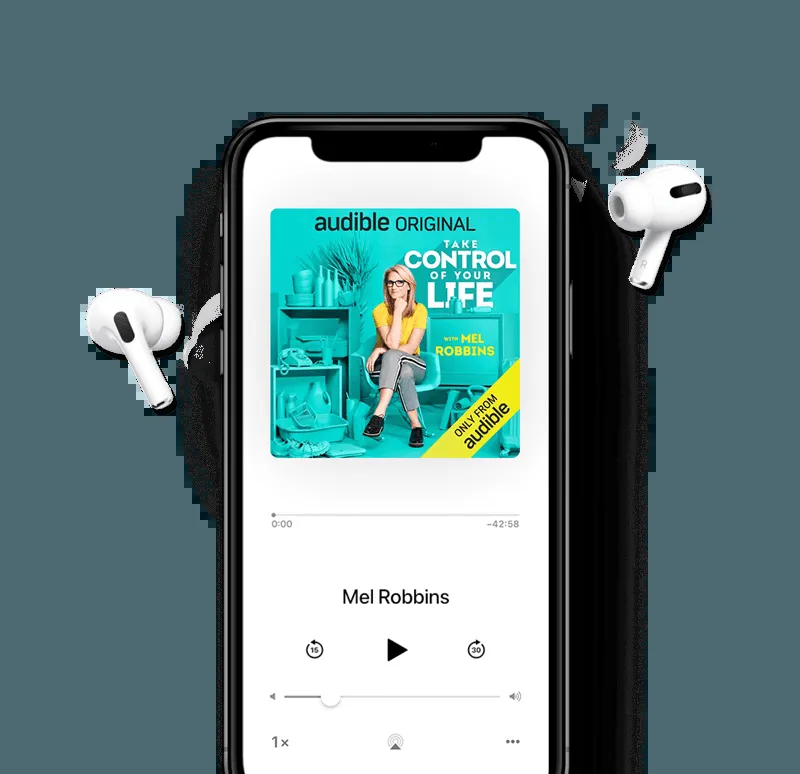 audible ORIGINAL
TAKE
CONTROL
OF YOUR
LIFE
WITH MEL
ROBBINS
ONLY FROM
audible
0:00
-42:58
Mel Robbins
15
30
1×
R